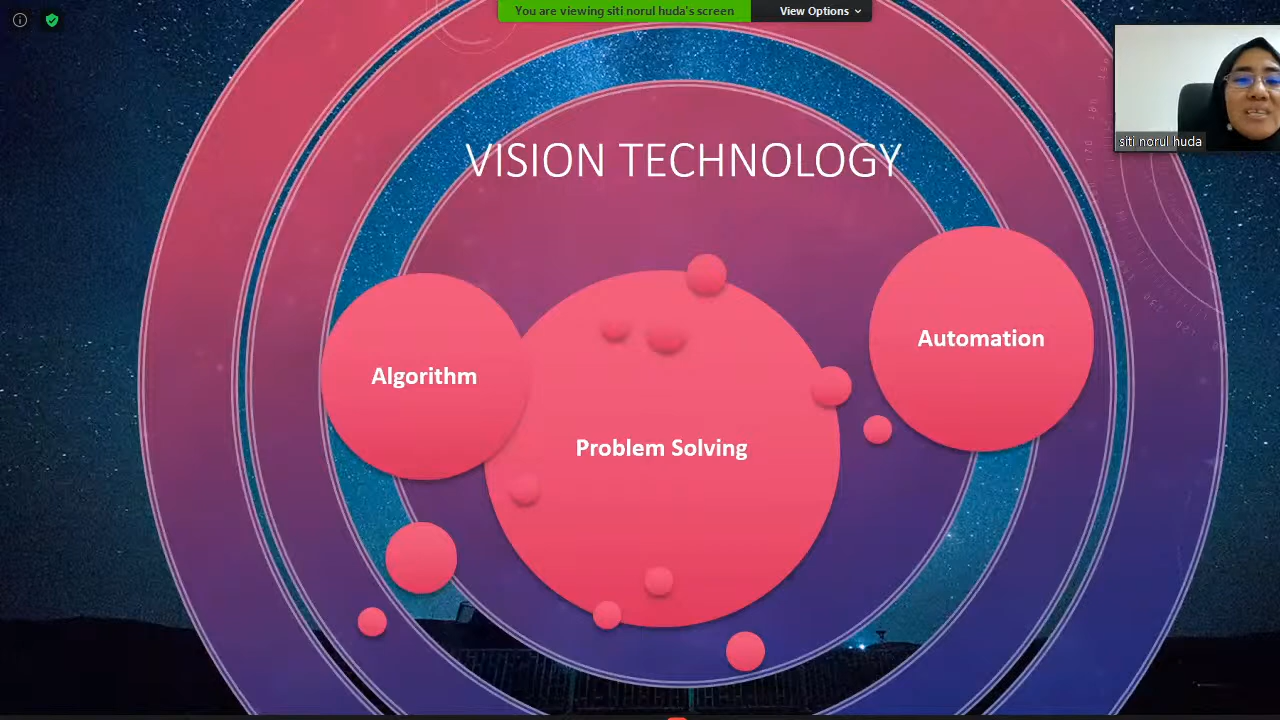 You are viewing siti norul huda's screen
View Options
siti norul huda
VISION TECHNOLOGY
Automation
Algorithm
Problem Solving